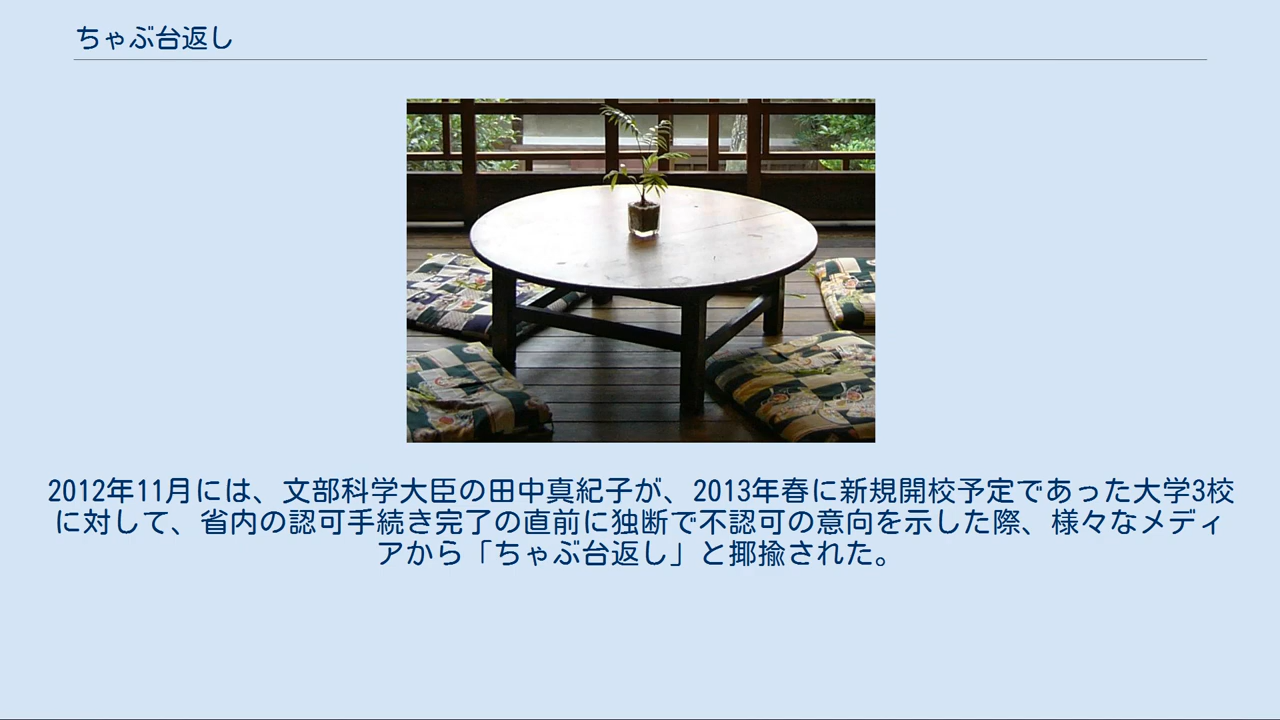 ちゃぶ台返し
2012年11月には、文部科学大臣の田中真紀子が、2013年春に新規開校予定であった大学3校
に対して、省内の認可手続き完了の直前に独断で不認可の意向を示した際、様々なメディ
アから「ちゃぶ台返し」と揶揄された。